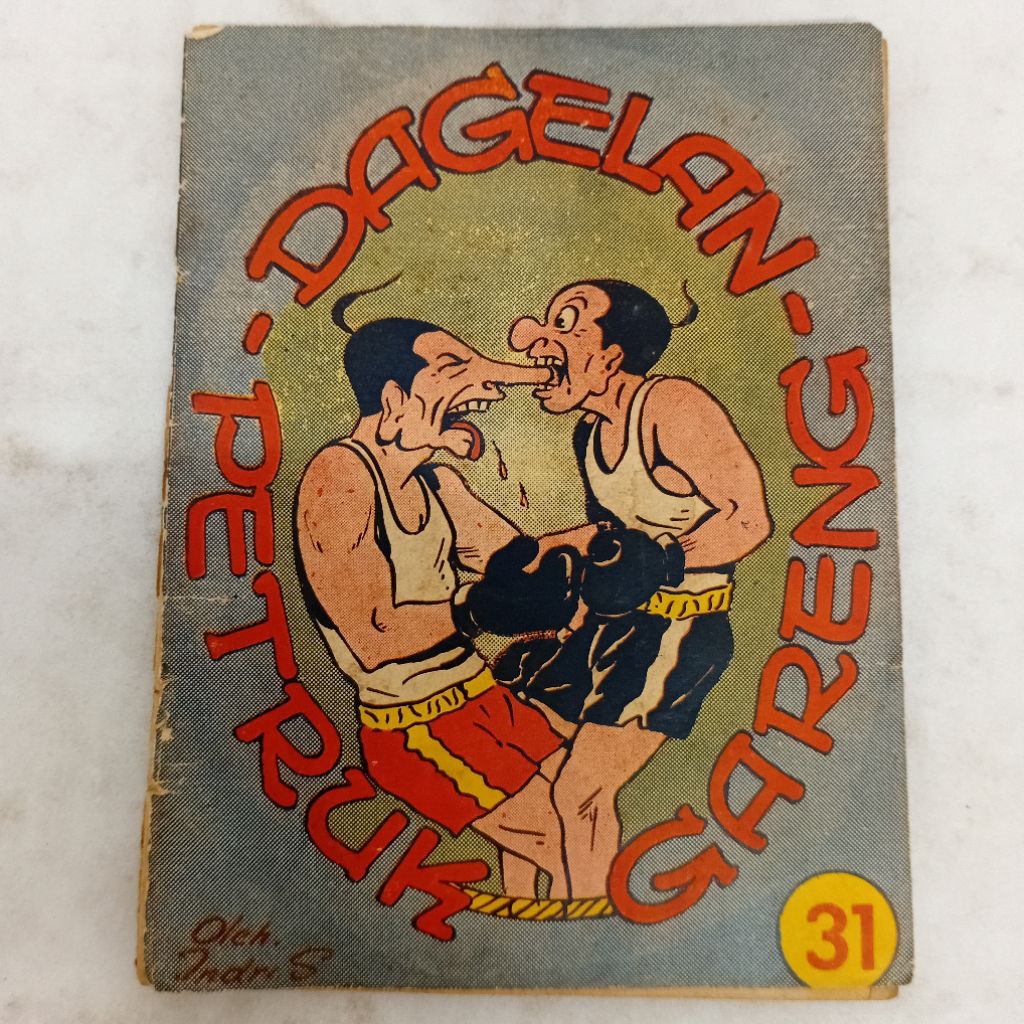 DAGELAN
PETRUK
GARENG
Oleh.
Indri S
31